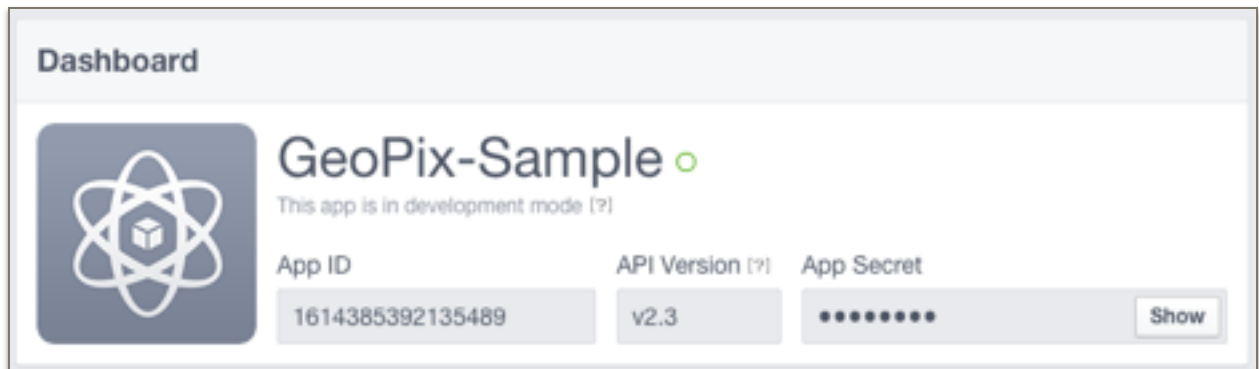 Dashboard
GeoPix-Sample
This app is in development mode [?]
App ID API Version [?] App Secret
1614385392135489 v2.3 •••••••• Show